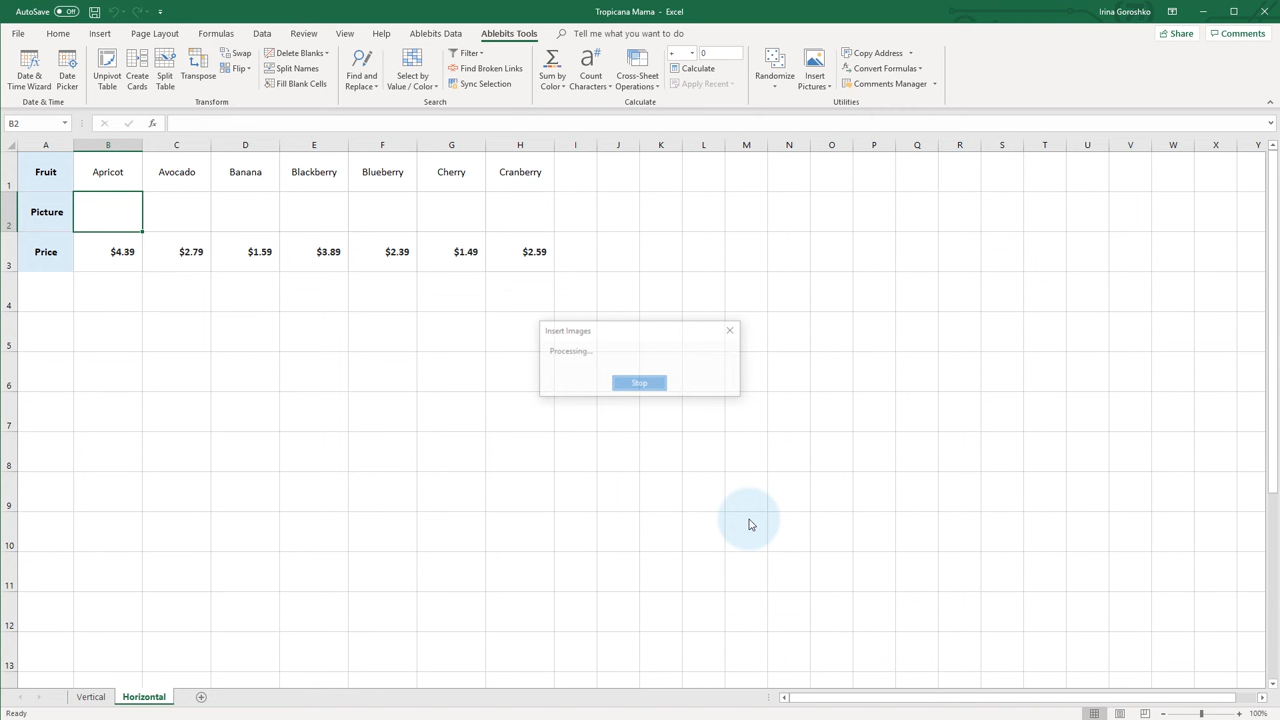 AutoSave Off Tropicana Mama - Excel Irina Goroshko
File Home Insert Page Layout Formulas Data Review View Help Ablebits Data Ablebits Tools Tell me what you want to do Share Comments
Date & Time Wizard
Date Picker
Date & Time
Unpivot Table
Create Cards
Split Table
Transpose
Swap
Flip
Delete Blanks
Split Names
Fill Blank Cells
Transform
Find and Replace
Select by Value / Color
Filter
Find Broken Links
Sync Selection
Search
Sum by Color
Count Characters
Cross-Sheet Operations
+ 0
Calculate
Apply Recent
Calculate
Randomize
Insert Pictures
Copy Address
Convert Formulas
Comments Manager
Utilities
B2 fx
A B C D E F G H I J K L M N O P Q R S T U V W X Y
1 Fruit Apricot Avocado Banana Blackberry Blueberry Cherry Cranberry
2 Picture
3 Price $4.39 $2.79 $1.59 $3.89 $2.39 $1.49 $2.59
4
5
6
7
8
9
10
11
12
13
Insert Images
Processing...
Stop
Vertical Horizontal
Ready 100%